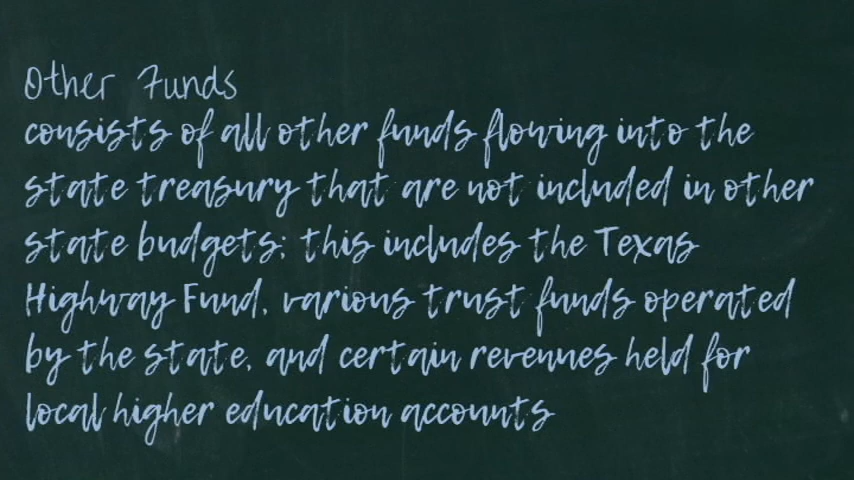 Other Funds
consists of all other funds flowing into the
state treasury that are not included in other
state budgets; this includes the Texas
Highway Fund, various trust funds operated
by the state, and certain revenues held for
local higher education accounts